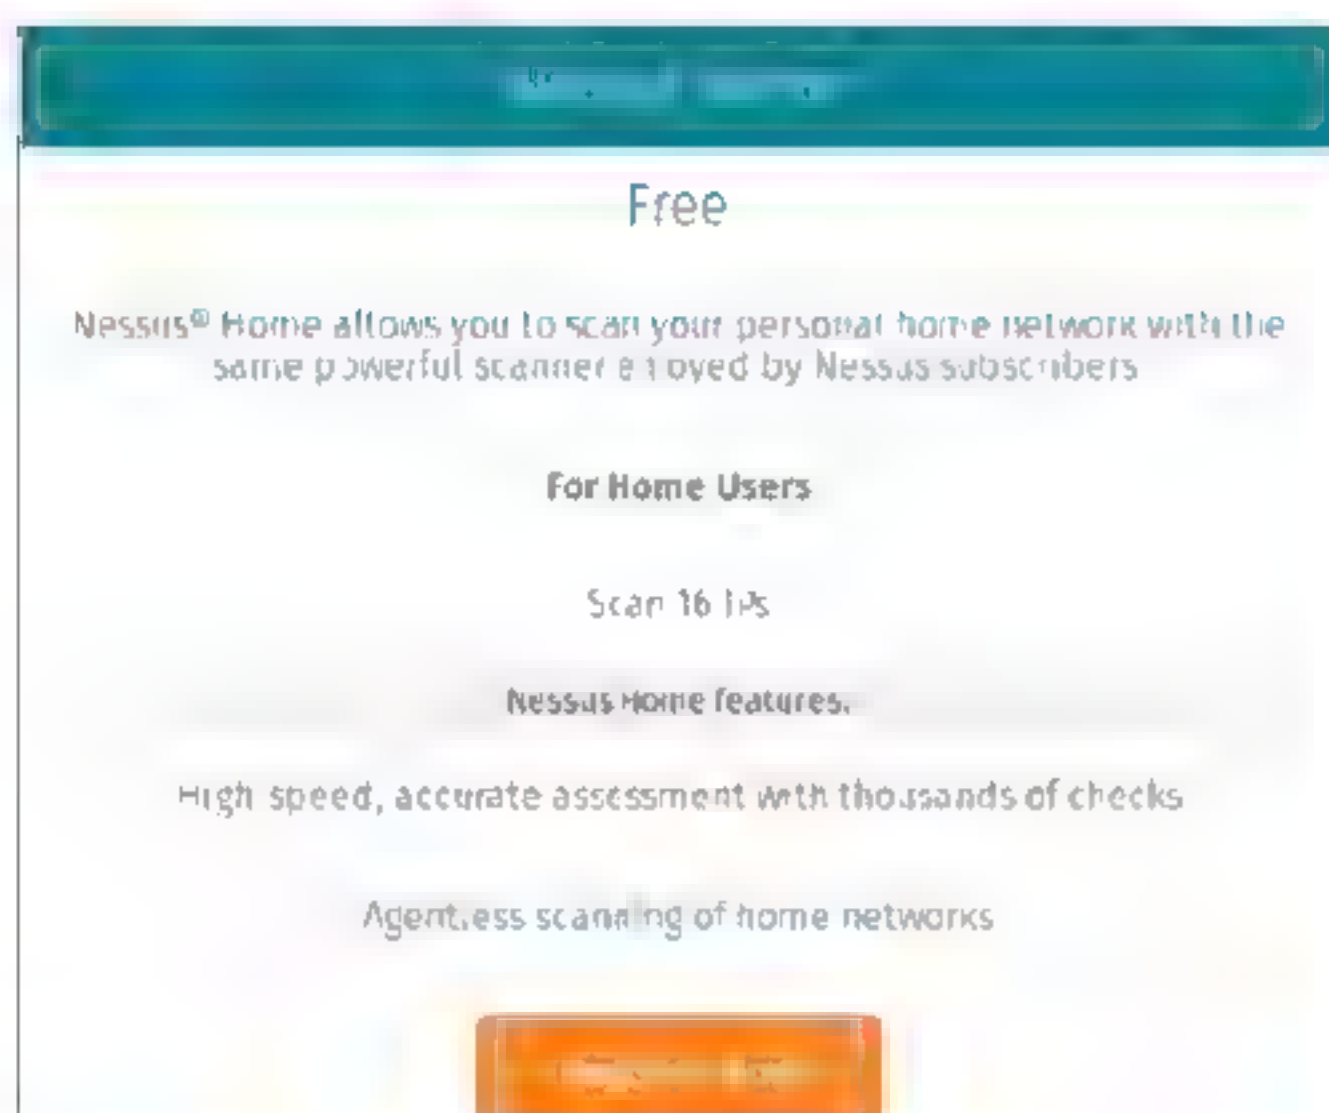 Free
Nessus® Home allows you to scan your personal home network with the
same powerful scanner enjoyed by Nessus subscribers
For Home Users
Scan 16 IPs
Nessus Home features:
High speed, accurate assessment with thousands of checks
Agentless scanning of home networks